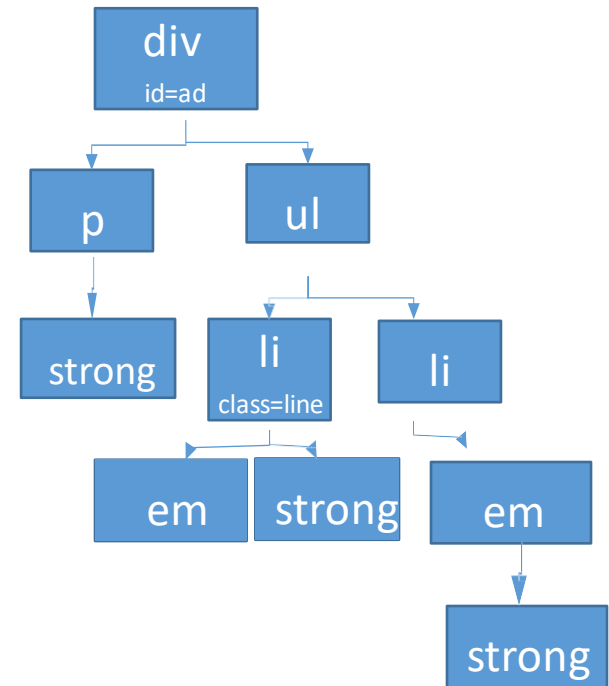 div
id=ad
p
ul
strong
li
class=line
li
em
strong
em
strong